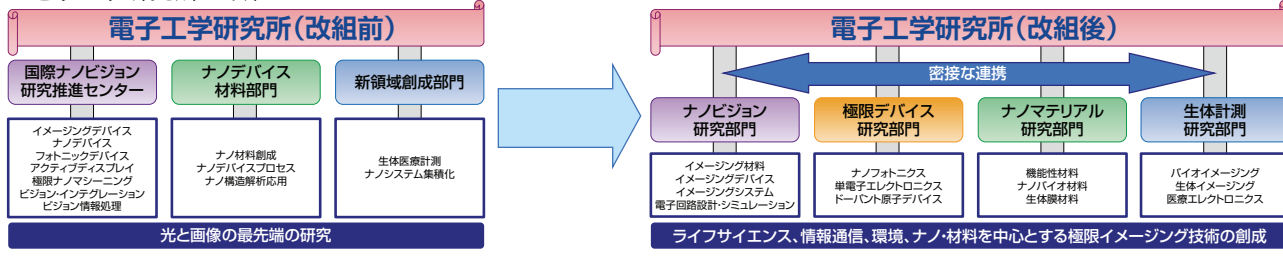 電子工学研究所(改組前)
国際ナノビジョン
研究推進センター
ナノデバイス
材料部門
新領域創成部門
イメージングデバイス
ナノデバイス
フォトニックデバイス
アクティブディスプレイ
極限ナノマシーニング
ビジョン・インテグレーション
ビジョン情報処理
ナノ材料創成
ナノデバイスプロセス
ナノ構造解析応用
生体医療計測
ナノシステム集積化
光と画像の最先端の研究
電子工学研究所(改組後)
密接な連携
ナノビジョン
研究部門
極限デバイス
研究部門
ナノマテリアル
研究部門
生体計測
研究部門
イメージング材料
イメージングデバイス
イメージングシステム
電子回路設計・シミュレーション
ナノフォトニクス
単電子エレクトロニクス
ドーパント原子デバイス
機能性材料
ナノバイオ材料
生体膜材料
バイオイメージング
生体イメージング
医療エレクトロニクス
ライフサイエンス、情報通信、環境、ナノ・材料を中心とする極限イメージング技術の創成